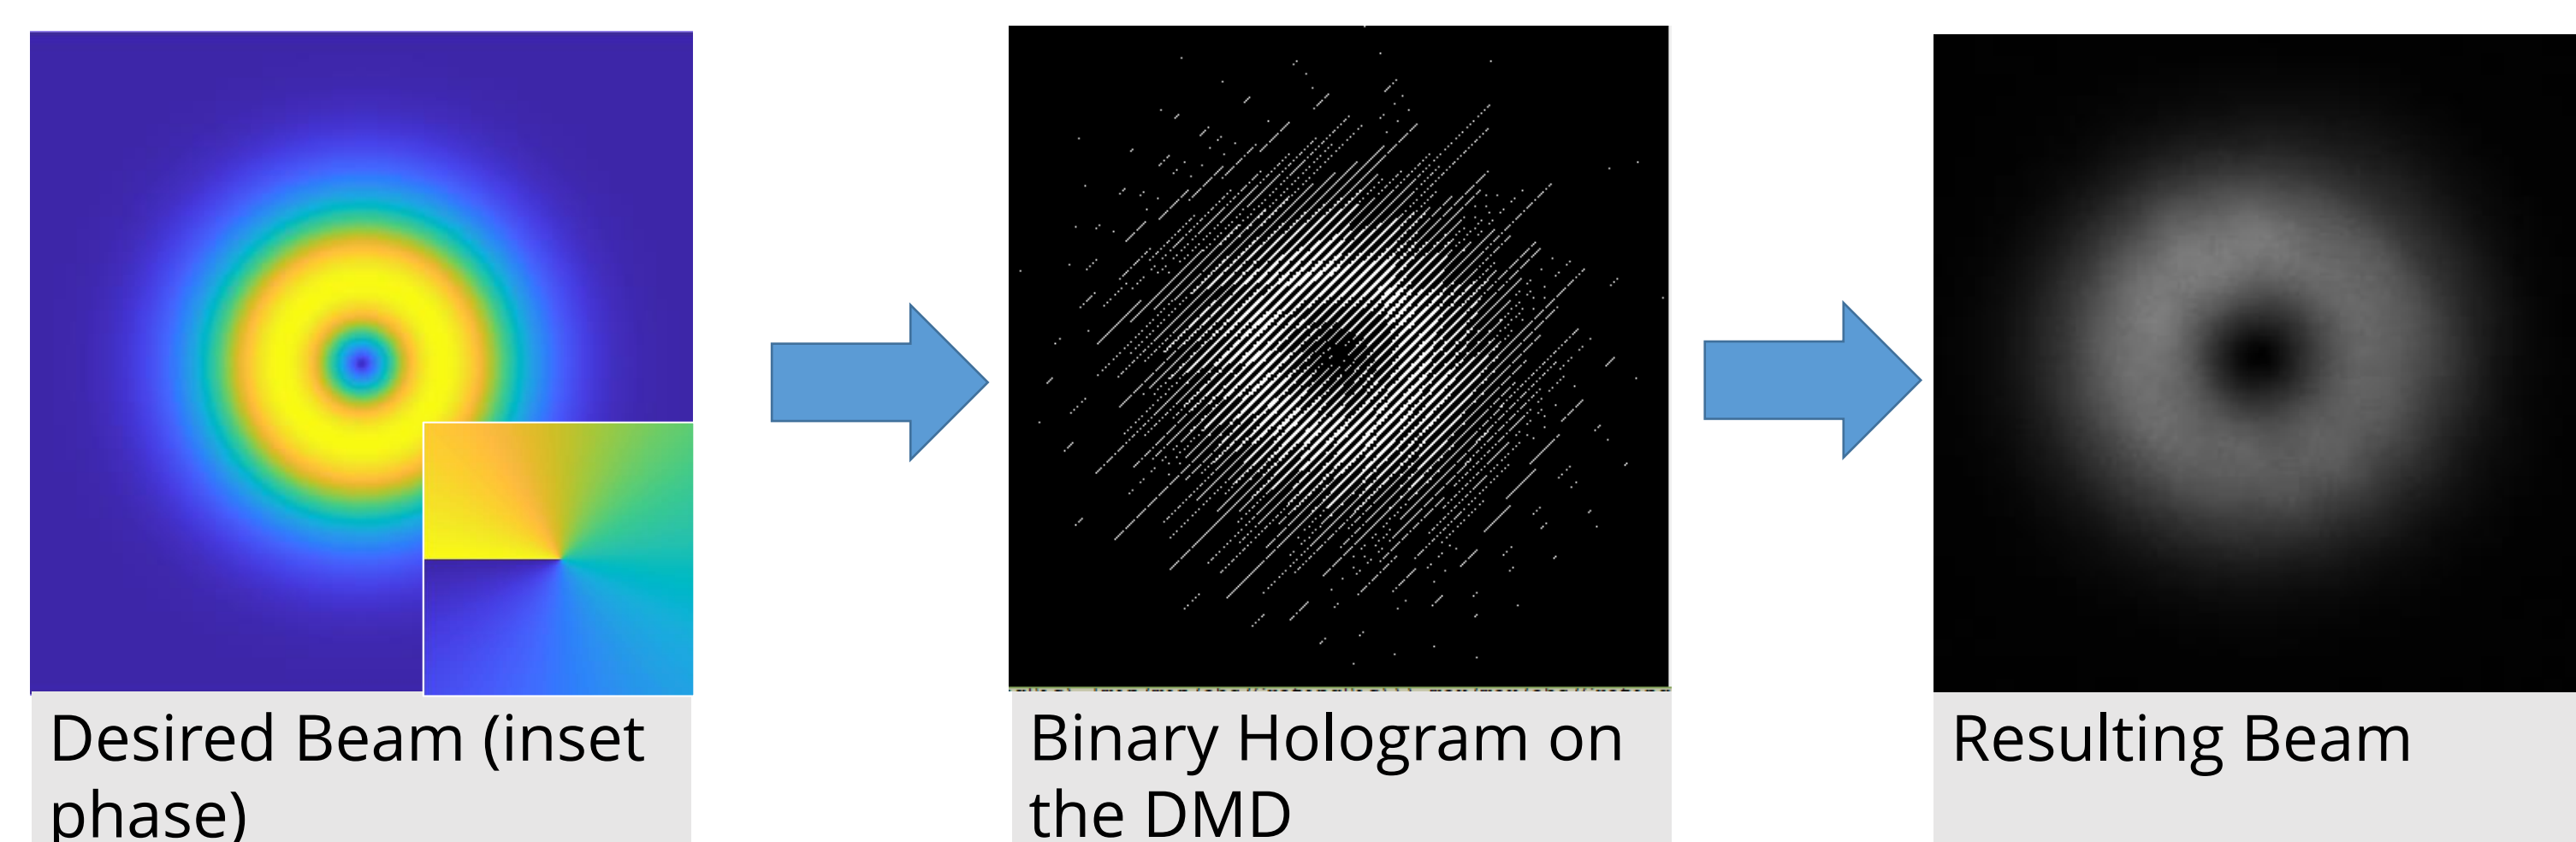 Desired Beam (inset
phase)
Binary Hologram on
the DMD
Resulting Beam